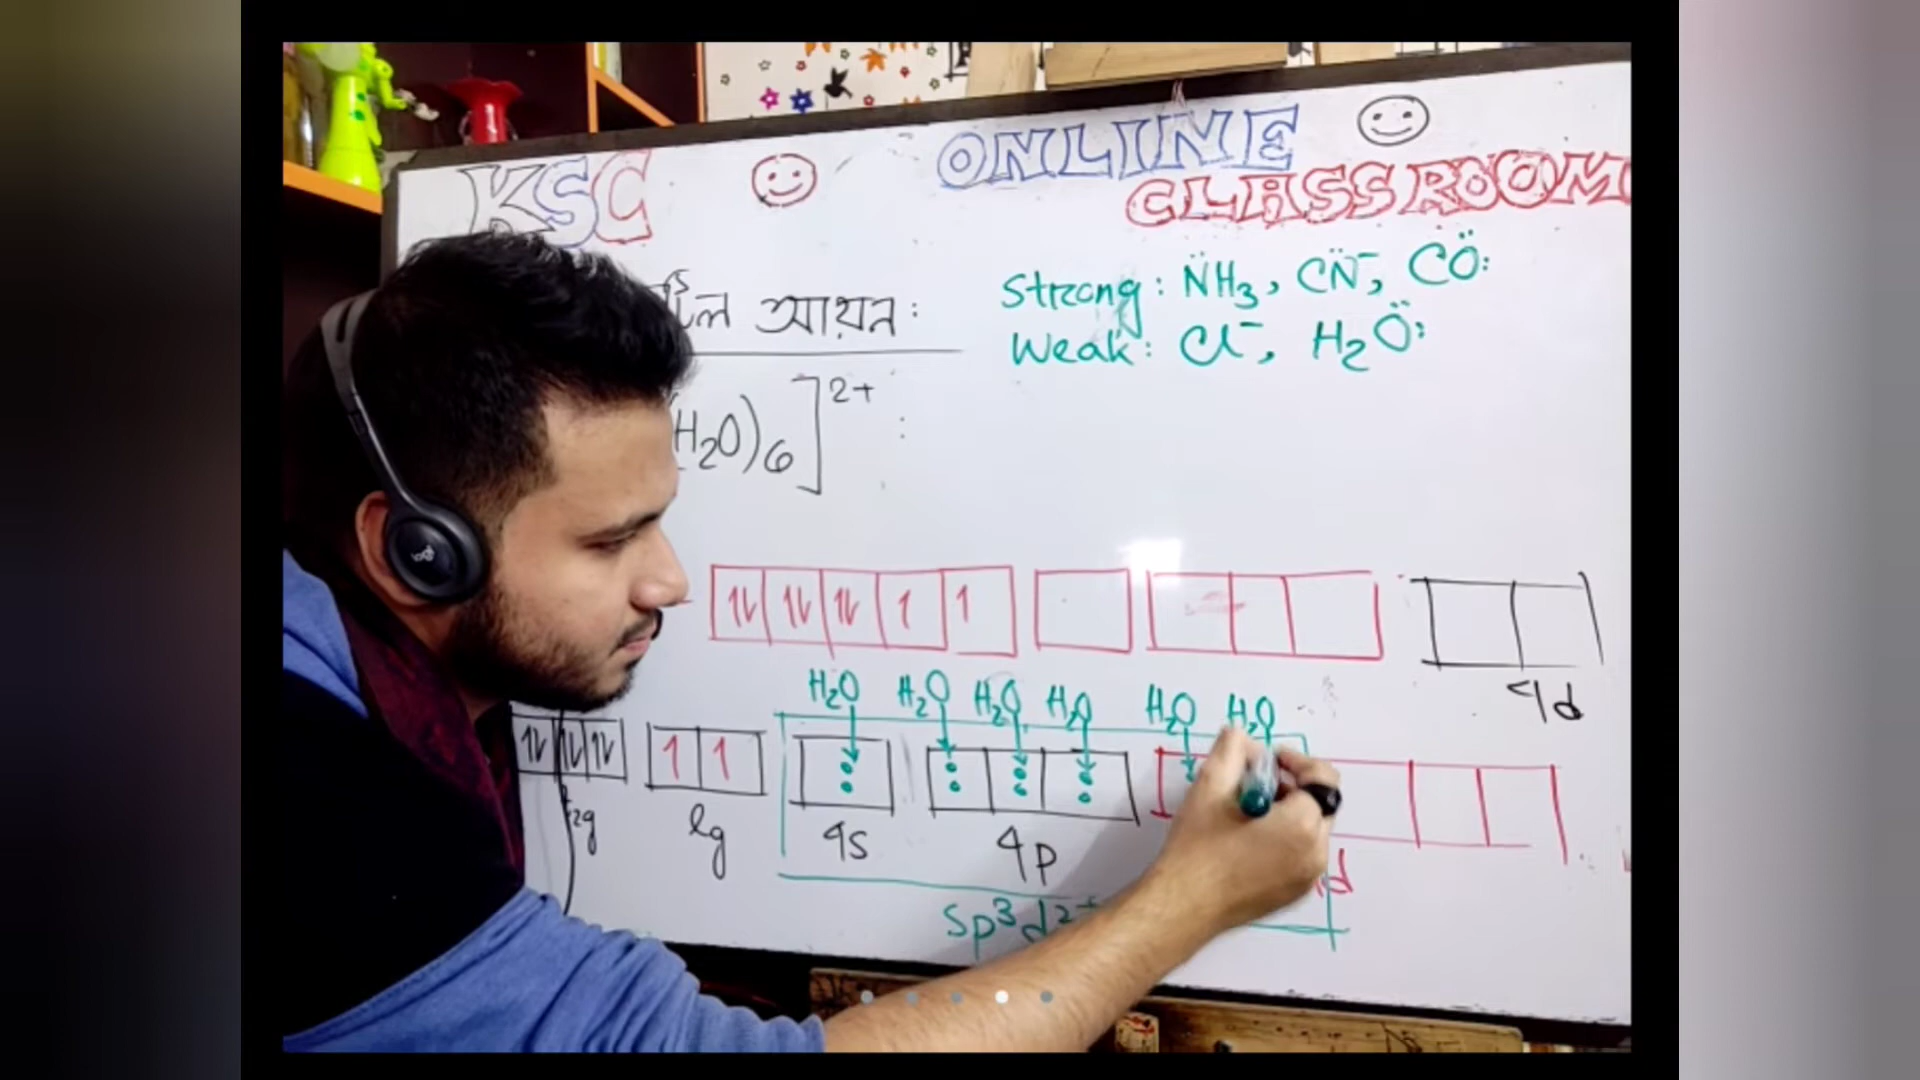 KSC
ONLINE
CLASSROOM
Strong: NH₃, CN⁻, CO
Weak: Cl⁻, H₂O
আয়ন:
H₂O)₆]²⁺ :
logi
⥮ ⥮ ⥮ ↿ ↿
4d
H₂O H₂O H₂O H₂O H₂O H₂O
⥮ ⥮ ⥮ ↿ ↿
t₂g eg 4s 4p d
sp³d²